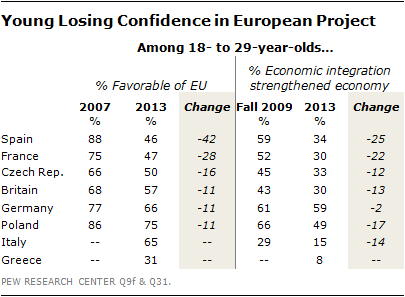 Young Losing Confidence in European Project
Among 18- to 29-year-olds...
% Favorable of EU % Economic integration strengthened economy
2007 2013 Change Fall 2009 2013 Change
% % % %
Spain 88 46 -42 59 34 -25
France 75 47 -28 52 30 -22
Czech Rep. 66 50 -16 45 33 -12
Britain 68 57 -11 43 30 -13
Germany 77 66 -11 61 59 -2
Poland 86 75 -11 66 49 -17
Italy -- 65 -- 29 15 -14
Greece -- 31 -- -- 8 --
PEW RESEARCH CENTER Q9f & Q31.